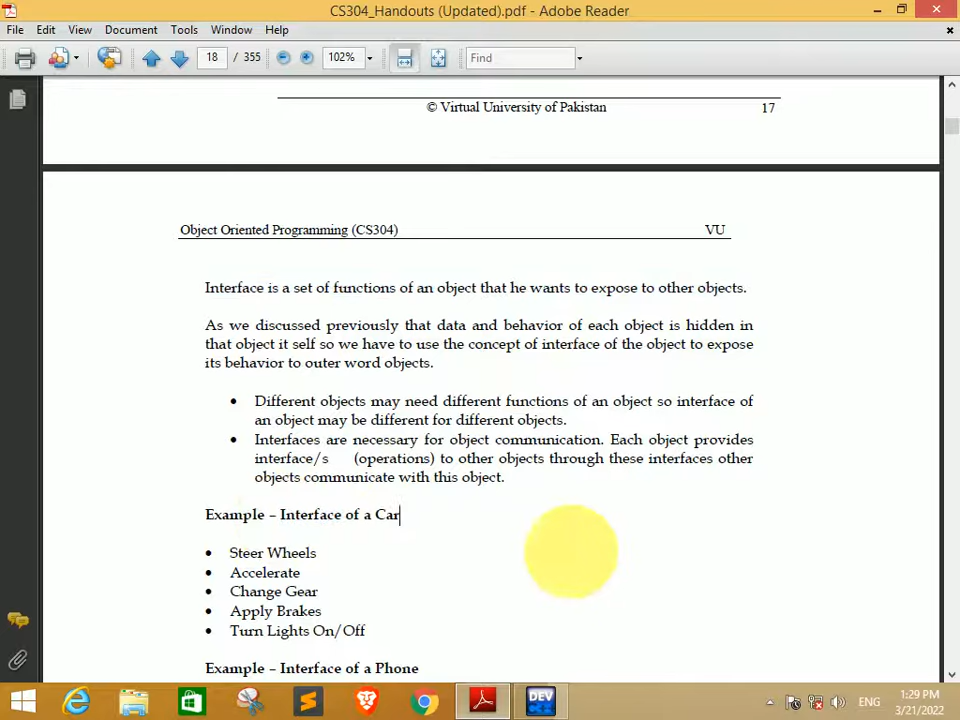 CS304_Handouts (Updated).pdf - Adobe Reader
File Edit View Document Tools Window Help
18 / 355 102% Find
© Virtual University of Pakistan 17
Object Oriented Programming (CS304) VU
Interface is a set of functions of an object that he wants to expose to other objects.
As we discussed previously that data and behavior of each object is hidden in
that object it self so we have to use the concept of interface of the object to expose
its behavior to outer word objects.
• Different objects may need different functions of an object so interface of
an object may be different for different objects.
• Interfaces are necessary for object communication. Each object provides
interface/s (operations) to other objects through these interfaces other
objects communicate with this object.
Example – Interface of a Car
• Steer Wheels
• Accelerate
• Change Gear
• Apply Brakes
• Turn Lights On/Off
Example – Interface of a Phone
DEV
ENG
1:29 PM
3/21/2022